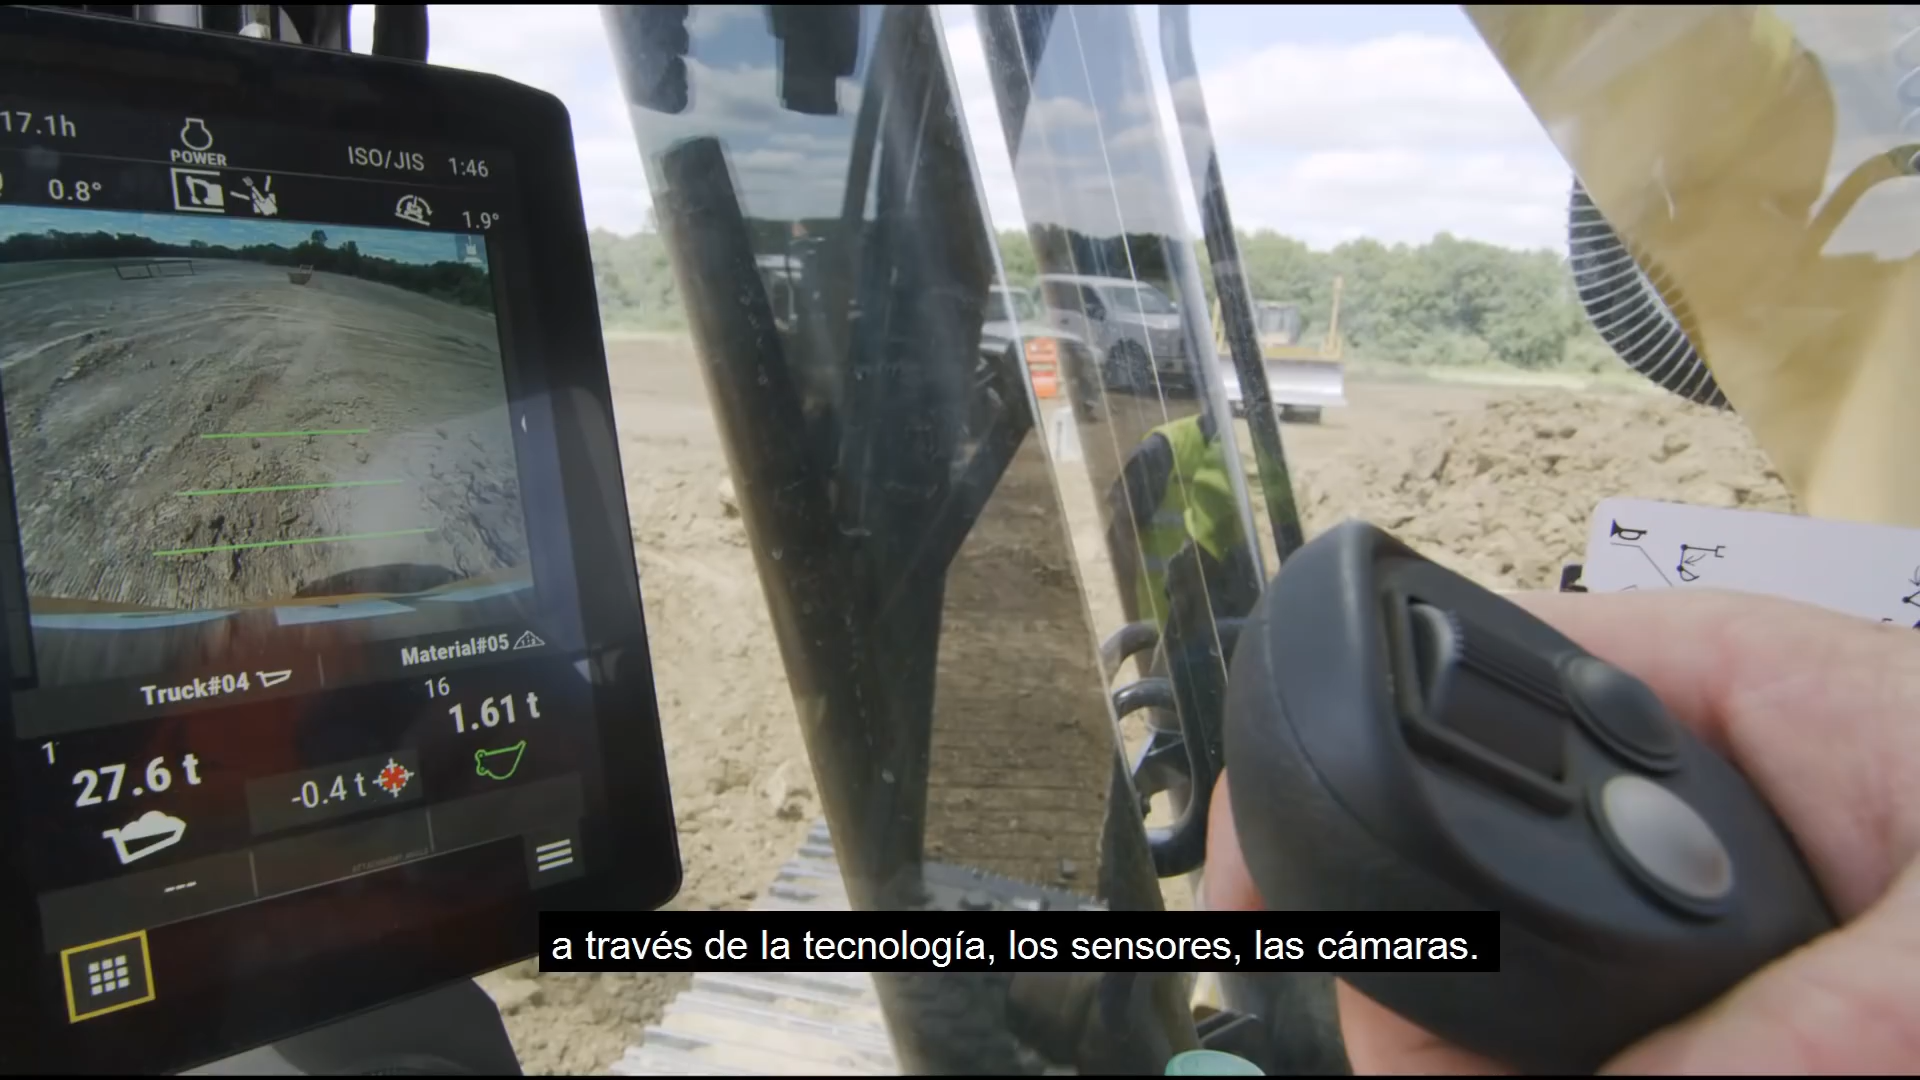 17.1h
POWER
ISO/JIS 1:46
0.8°
1.9°
Material#05
Truck#04
16
1.61 t
1
27.6 t
-0.4 t
---
a través de la tecnología, los sensores, las cámaras.